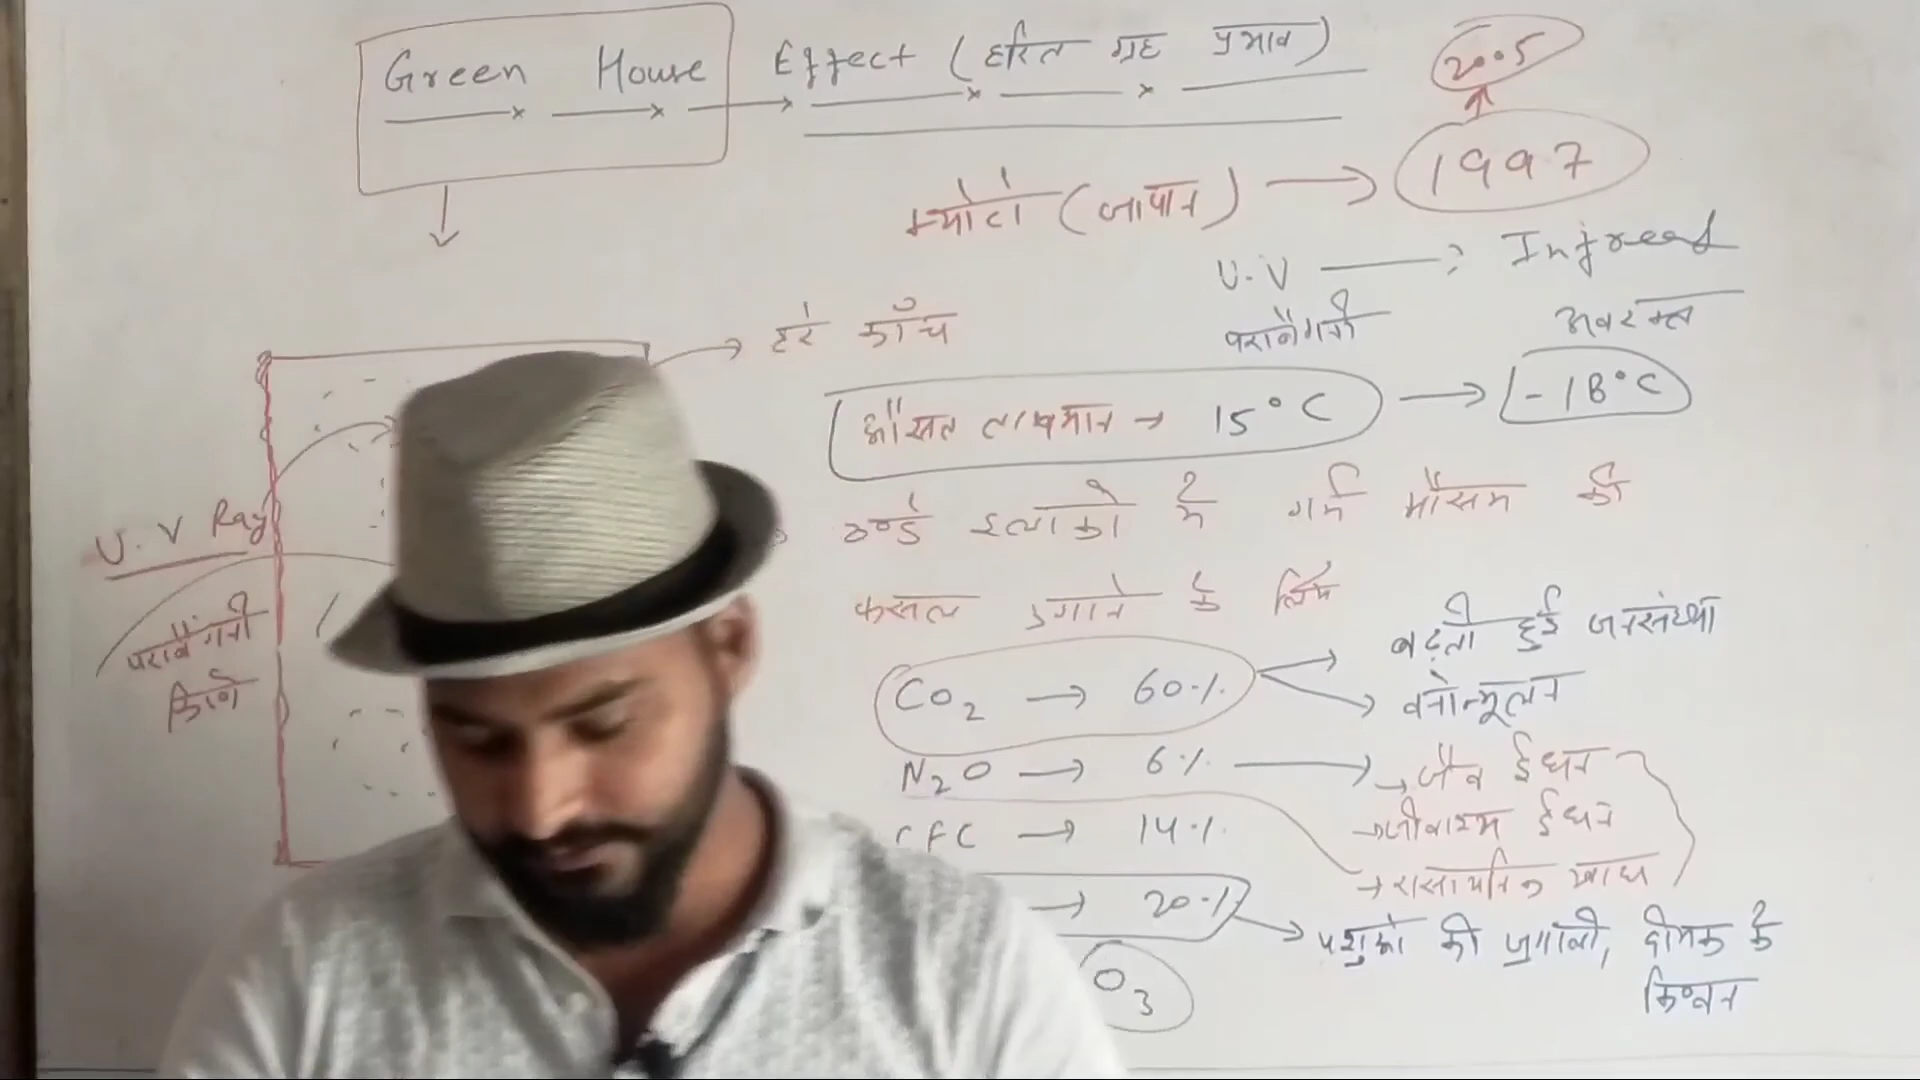 Green House Effect (हरित गृह प्रभाव)
2005
क्योटो (जापान) → 1997
U.V → Infrared
पराबैंगनी अवरक्त
हरे काँच
औसत तापमान → 15°C → -18°C
U.V Ray
पराबैंगनी
किरण
ठण्डे इलाको में गर्म मौसम की
फसल उगाने के लिए
CO2 → 60%
बढ़ती हुई जनसंख्या
वनोन्मूलन
N2O → 6% → जैव ईंधन
CFC → 14% → जीवाश्म ईंधन
→ रासायनिक खाद
→ 20% → पशुओ की जुगाली, दीमक के
किण्वन
O3